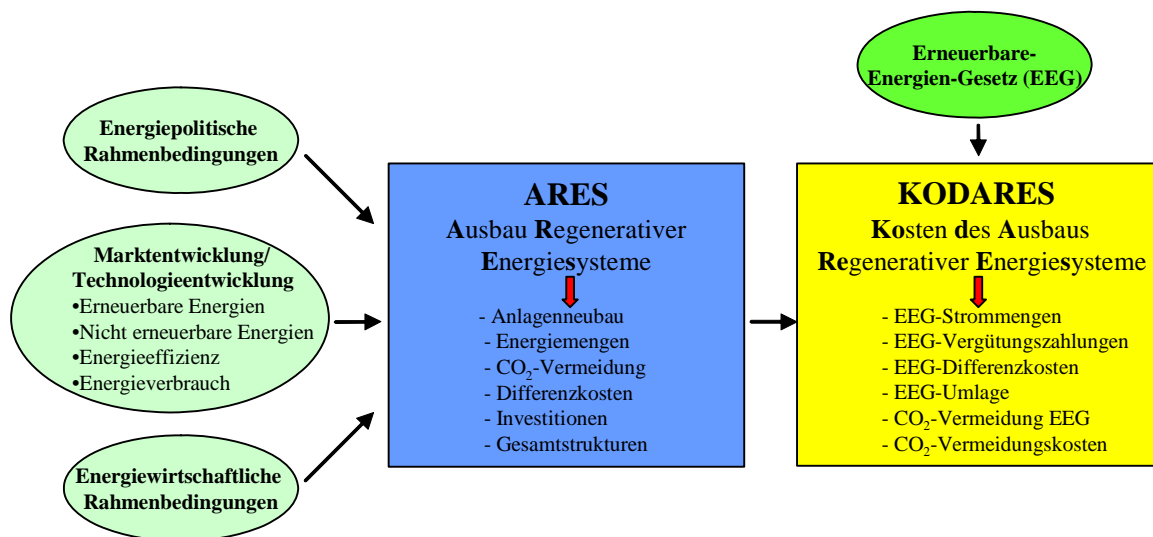 Erneuerbare-
Energien-Gesetz (EEG)
Energiepolitische
Rahmenbedingungen
Marktentwicklung/
Technologieentwicklung
•Erneuerbare Energien
•Nicht erneuerbare Energien
•Energieeffizienz
•Energieverbrauch
Energiewirtschaftliche
Rahmenbedingungen
ARES
Ausbau Regenerativer
Energiesysteme
- Anlagenneubau
- Energiemengen
- CO₂-Vermeidung
- Differenzkosten
- Investitionen
- Gesamtstrukturen
KODARES
Kosten des Ausbaus
Regenerativer Energiesysteme
- EEG-Strommengen
- EEG-Vergütungszahlungen
- EEG-Differenzkosten
- EEG-Umlage
- CO₂-Vermeidung EEG
- CO₂-Vermeidungskosten